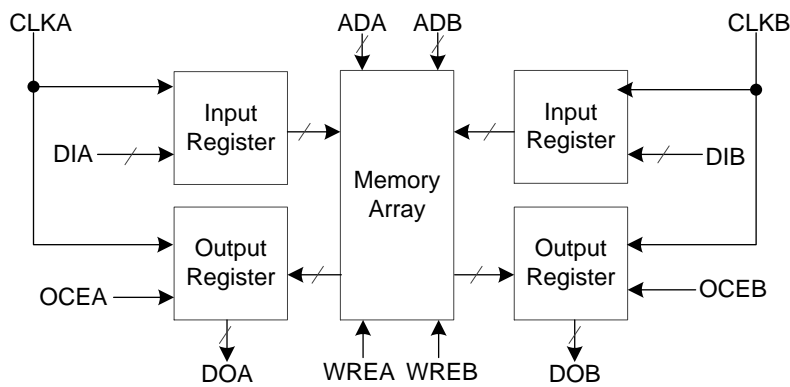 CLKA
ADA
ADB
CLKB
Input
Register
Input
Register
DIA
DIB
Memory
Array
Output
Register
Output
Register
OCEA
OCEB
DOA
WREA
WREB
DOB